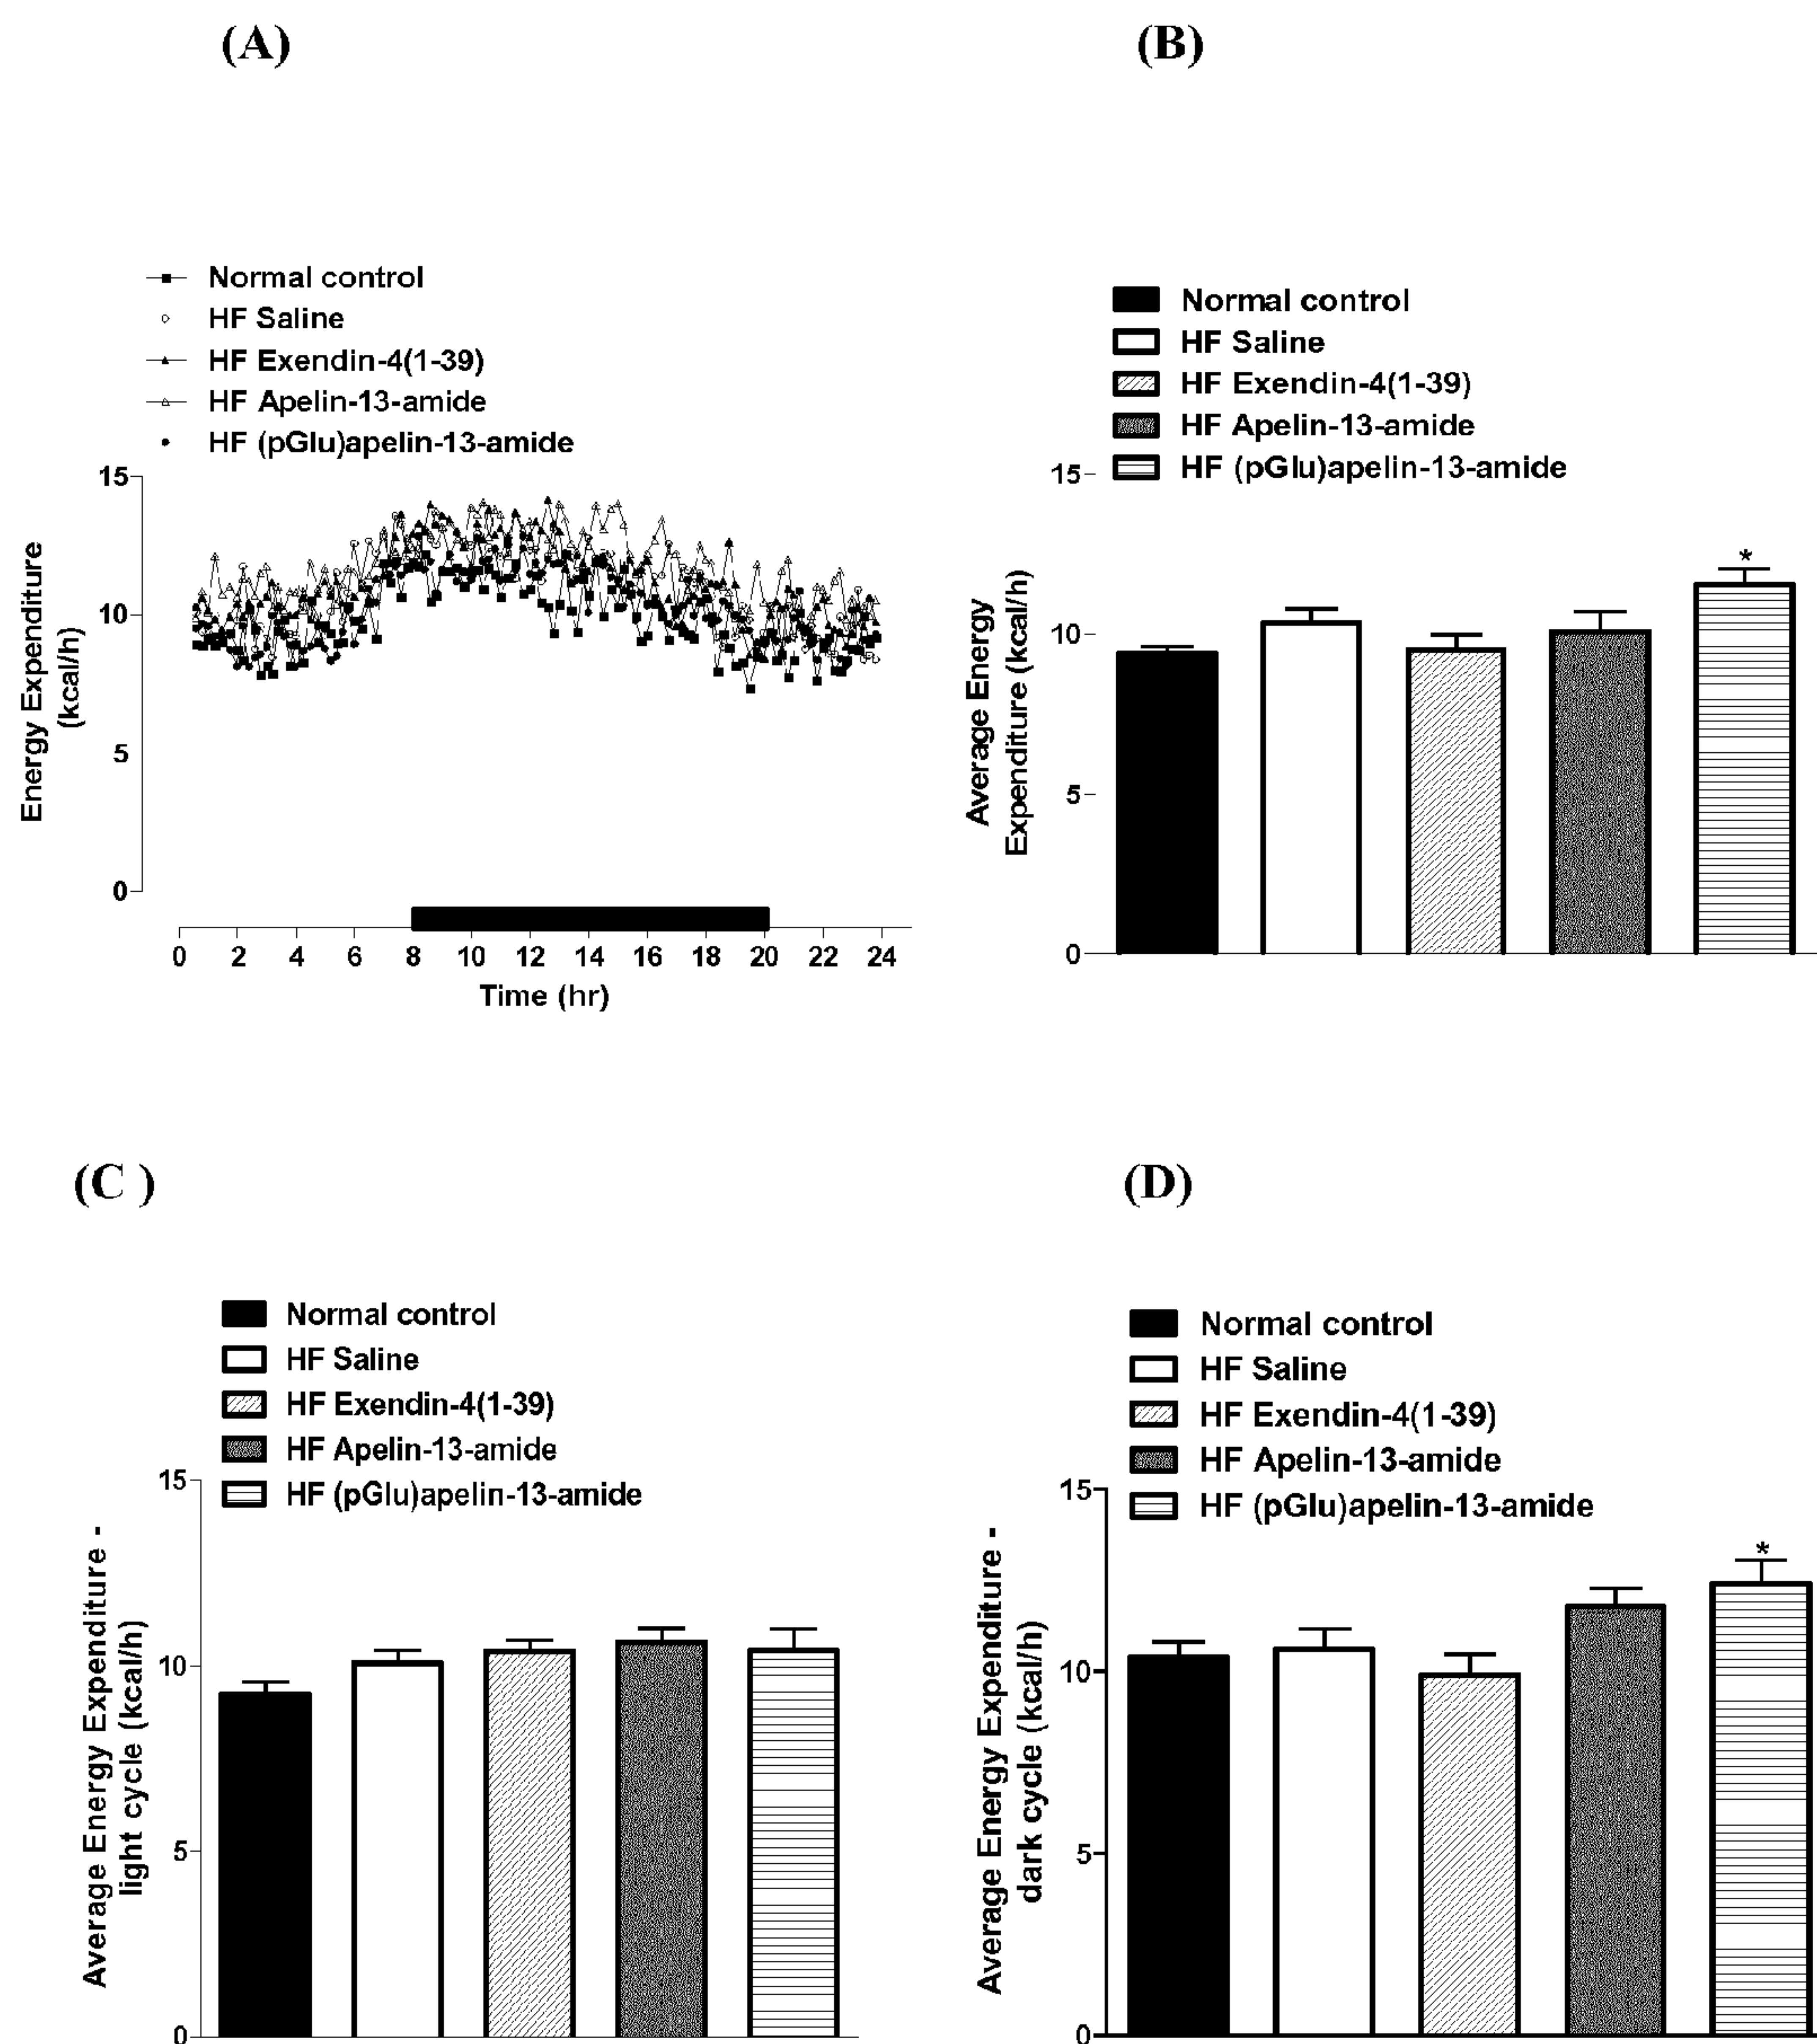 (A)
Normal control
HF Saline
HF Exendin-4(1-39)
HF Apelin-13-amide
HF (pGlu)apelin-13-amide
15
10
5
0
Energy Expenditure
(kcal/h)
0 2 4 6 8 10 12 14 16 18 20 22 24
Time (hr)
(B)
Normal control
HF Saline
HF Exendin-4(1-39)
HF Apelin-13-amide
HF (pGlu)apelin-13-amide
15
10
5
0
Average Energy
Expenditure (kcal/h)
*
(C )
Normal control
HF Saline
HF Exendin-4(1-39)
HF Apelin-13-amide
HF (pGlu)apelin-13-amide
15
10
5
0
Average Energy Expenditure -
light cycle (kcal/h)
(D)
Normal control
HF Saline
HF Exendin-4(1-39)
HF Apelin-13-amide
HF (pGlu)apelin-13-amide
15
10
5
0
Average Energy Expenditure -
dark cycle (kcal/h)
*